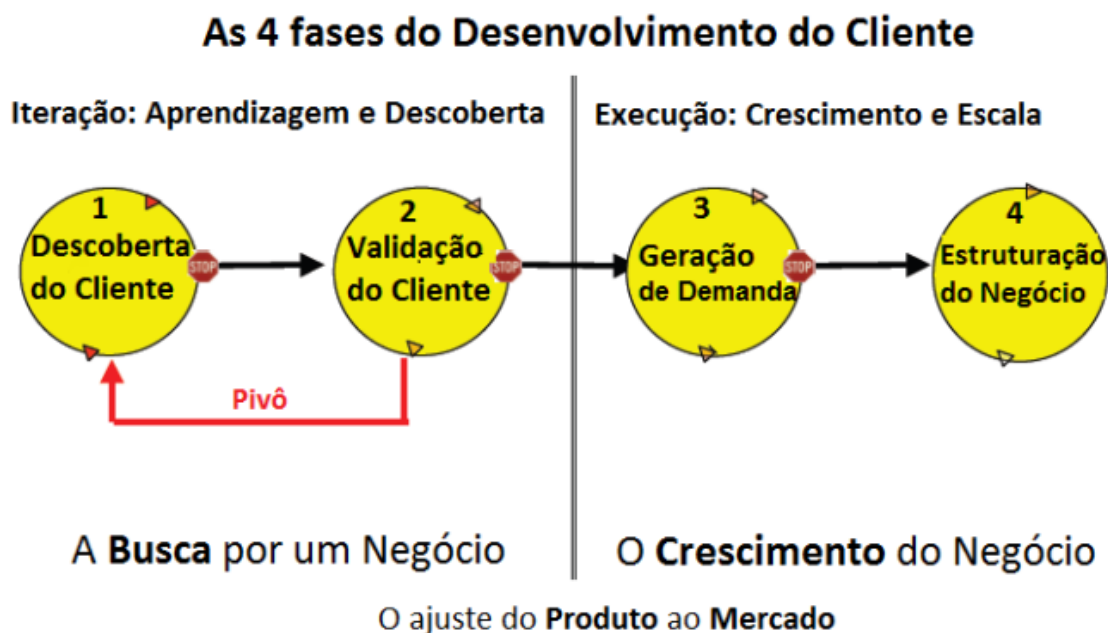 As 4 fases do Desenvolvimento do Cliente
Iteração: Aprendizagem e Descoberta
Execução: Crescimento e Escala
1
Descoberta
do Cliente
STOP
2
Validação
do Cliente
STOP
3
Geração
de Demanda
STOP
4
Estruturação
do Negócio
Pivô
A Busca por um Negócio
O Crescimento do Negócio
O ajuste do Produto ao Mercado